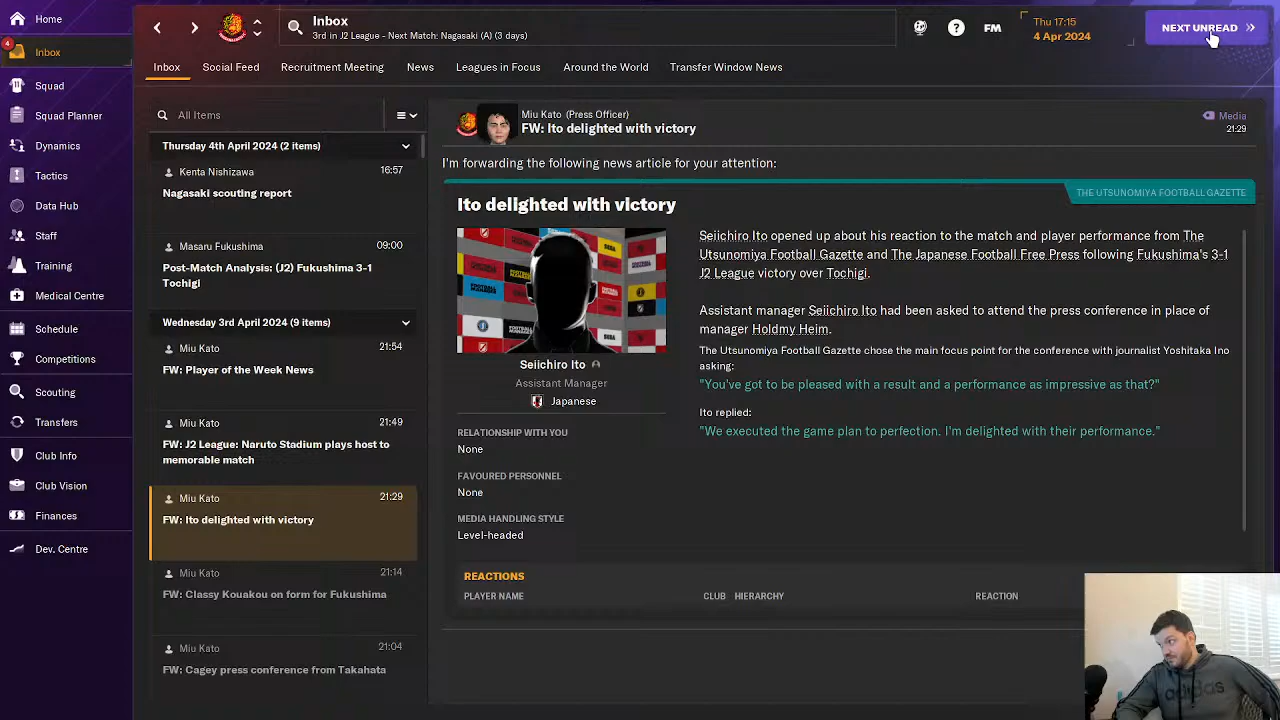 Home
Inbox
3rd in J2 League - Next Match: Nagasaki (A) (3 days)
FM
Thu 17:15
4 Apr 2024
NEXT UNREAD
4
Inbox
Inbox
Social Feed
Recruitment Meeting
News
Leagues in Focus
Around the World
Transfer Window News
Squad
Squad Planner
Dynamics
Tactics
Data Hub
Staff
Training
Medical Centre
Schedule
Competitions
Scouting
Transfers
Club Info
Club Vision
Finances
Dev. Centre
All Items
Thursday 4th April 2024 (2 items)
Kenta Nishizawa 16:57
Nagasaki scouting report
Masaru Fukushima 09:00
Post-Match Analysis: (J2) Fukushima 3-1
Tochigi
Wednesday 3rd April 2024 (9 items)
Miu Kato 21:54
FW: Player of the Week News
Miu Kato 21:49
FW: J2 League: Naruto Stadium plays host to
memorable match
Miu Kato 21:29
FW: Ito delighted with victory
Miu Kato 21:14
FW: Classy Kouakou on form for Fukushima
Miu Kato 21:04
FW: Cagey press conference from Takahata
Miu Kato (Press Officer)
FW: Ito delighted with victory
Media
21:29
I'm forwarding the following news article for your attention:
THE UTSUNOMIYA FOOTBALL GAZETTE
Ito delighted with victory
Seiichiro Ito
Assistant Manager
Japanese
RELATIONSHIP WITH YOU
None
FAVOURED PERSONNEL
None
MEDIA HANDLING STYLE
Level-headed
Seiichiro Ito opened up about his reaction to the match and player performance from The
Utsunomiya Football Gazette and The Japanese Football Free Press following Fukushima's 3-1
J2 League victory over Tochigi.
Assistant manager Seiichiro Ito had been asked to attend the press conference in place of
manager Holdmy Heim.
The Utsunomiya Football Gazette chose the main focus point for the conference with journalist Yoshitaka Ino
asking:
"You've got to be pleased with a result and a performance as impressive as that?"
Ito replied:
"We executed the game plan to perfection. I'm delighted with their performance."
REACTIONS
PLAYER NAME
CLUB
HIERARCHY
REACTION
adidas